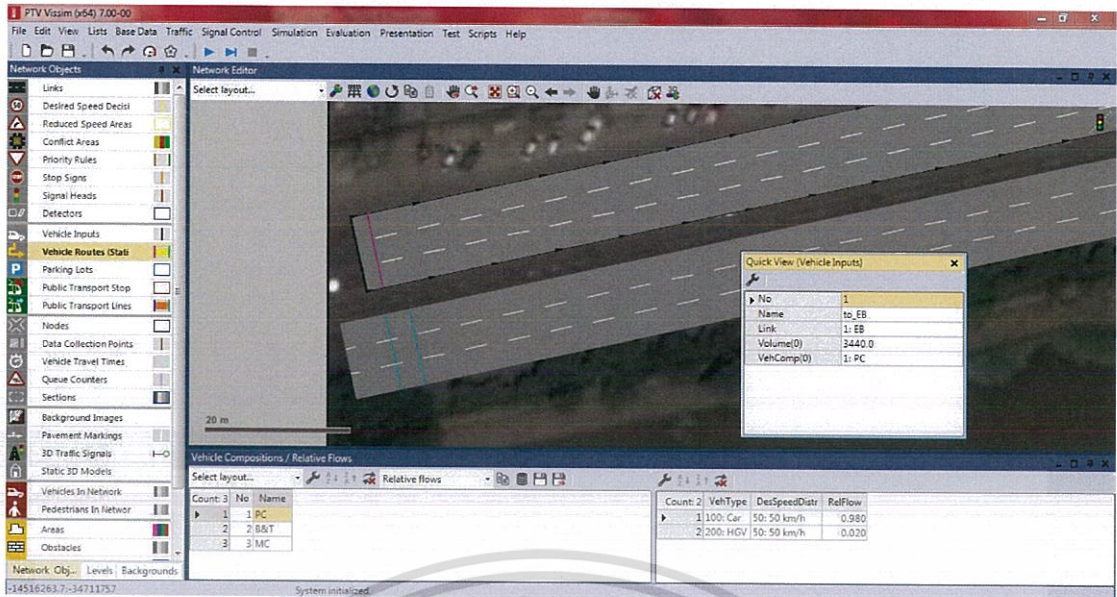 PTV Vissim (x64) 7.00-00
File Edit View Lists Base Data Traffic Signal Control Simulation Evaluation Presentation Test Scripts Help
Network Objects
Links
Desired Speed Decisi
Reduced Speed Areas
Conflict Areas
Priority Rules
Stop Signs
Signal Heads
Detectors
Vehicle Inputs
Vehicle Routes (Stati
Parking Lots
Public Transport Stop
Public Transport Lines
Nodes
Data Collection Points
Vehicle Travel Times
Queue Counters
Sections
Background Images
Pavement Markings
3D Traffic Signals
Static 3D Models
Vehicles In Network
Pedestrians In Networ
Areas
Obstacles
Network Obj... Levels Backgrounds
Network Editor
Select layout...
20 m
Quick View (Vehicle Inputs)
No 1
Name to_EB
Link 1: EB
Volume(0) 3440.0
VehComp(0) 1: PC
Vehicle Compositions / Relative Flows
Select layout... Relative flows
Count: 3 No Name
1 1 PC
2 2 B&T
3 3 MC
Count: 2 VehType DesSpeedDistr RelFlow
1 100: Car 50: 50 km/h 0.980
2 200: HGV 50: 50 km/h 0.020
-14516263.7:-3471175.7 System initialized.